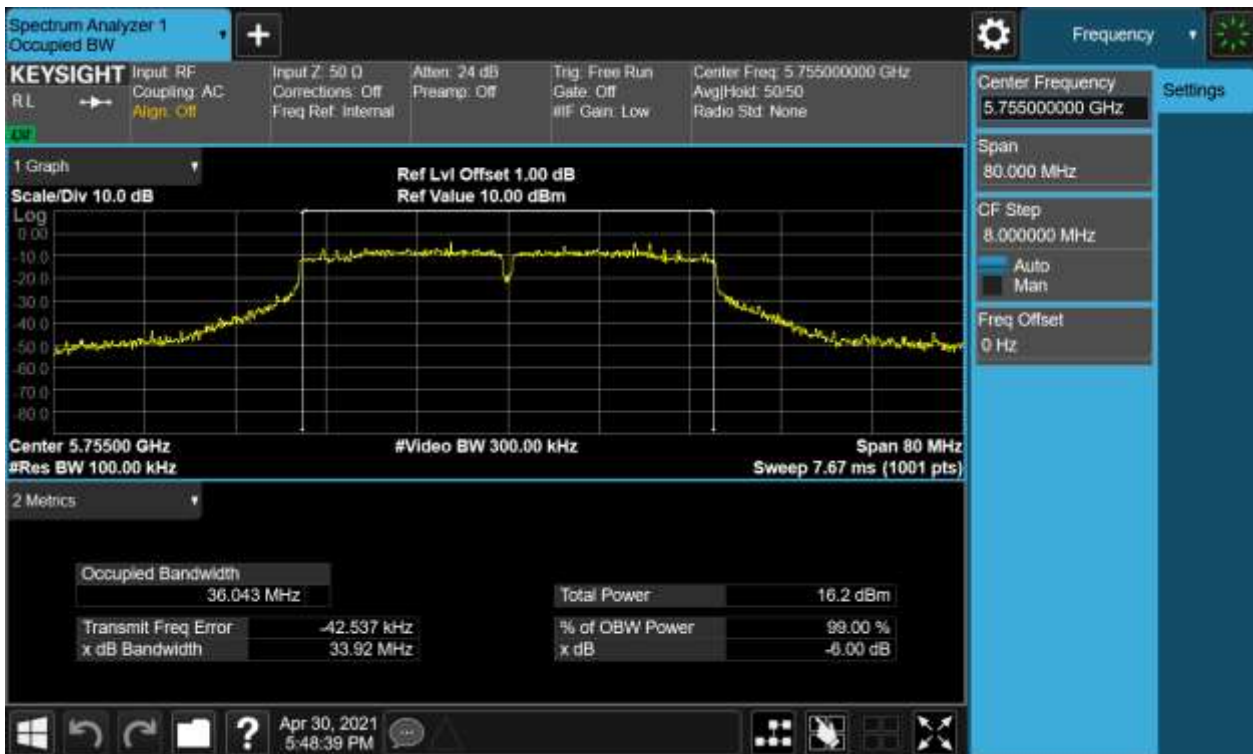 Spectrum Analyzer 1
Occupied BW
+
Frequency
KEYSIGHT
RL
Input: RF
Coupling: AC
Align: Off
Input Z: 50 Ω
Corrections: Off
Freq Ref: Internal
Atten: 24 dB
Preamp: Off
Trig: Free Run
Gate: Off
#IF Gain: Low
Center Freq: 5.755000000 GHz
Avg|Hold: 50/50
Radio Std: None
Center Frequency
5.755000000 GHz
Settings
Span
80.000 MHz
CF Step
8.000000 MHz
Auto
Man
Freq Offset
0 Hz
1 Graph
Scale/Div 10.0 dB
Ref Lvl Offset 1.00 dB
Ref Value 10.00 dBm
Log
0.00
-10.0
-20.0
-30.0
-40.0
-50.0
-60.0
-70.0
-80.0
Center 5.75500 GHz
#Video BW 300.00 kHz
Span 80 MHz
#Res BW 100.00 kHz
Sweep 7.67 ms (1001 pts)
2 Metrics
Occupied Bandwidth
36.043 MHz
Total Power 16.2 dBm
Transmit Freq Error -42.537 kHz
% of OBW Power 99.00 %
x dB Bandwidth 33.92 MHz
x dB -6.00 dB
?
Apr 30, 2021
5:48:39 PM